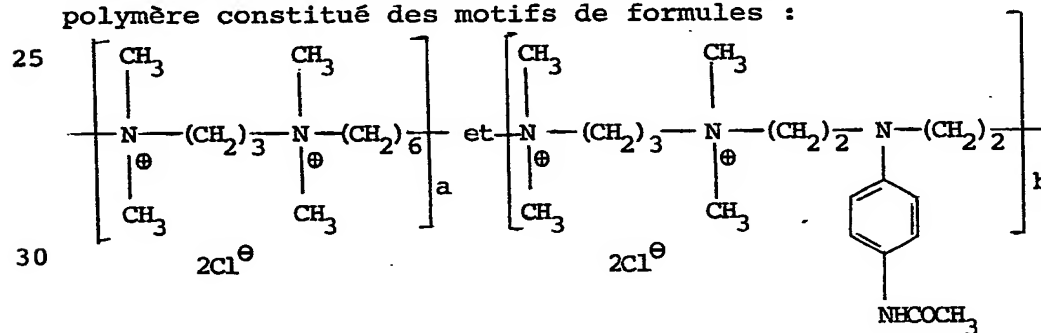 polymère constitué des motifs de formules :
25 CH3 CH3 CH3 CH3
N (CH2)3 N (CH2)6 et N (CH2)3 N (CH2)2 N (CH2)2
⊕ ⊕ ⊕ ⊕
a
CH3 CH3 CH3 CH3
30 2Cl⊖ 2Cl⊖
NHCOCH3